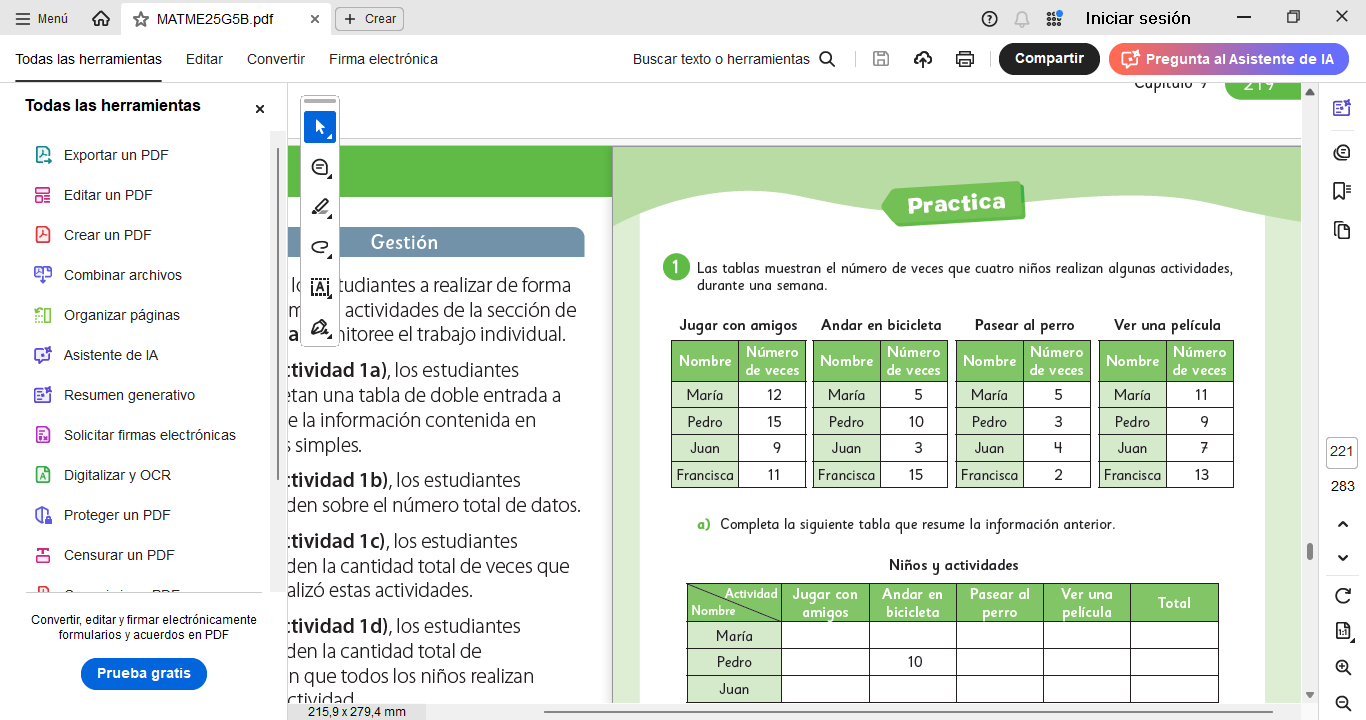 Menú
MATME25G5B.pdf
Crear
Iniciar sesión
Todas las herramientas
Editar
Convertir
Firma electrónica
Buscar texto o herramientas
Compartir
Pregunta al Asistente de IA
Todas las herramientas
Exportar un PDF
Editar un PDF
Crear un PDF
Combinar archivos
Organizar páginas
Asistente de IA
Resumen generativo
Solicitar firmas electrónicas
Digitalizar y OCR
Proteger un PDF
Censurar un PDF
Convertir, editar y firmar electrónicamente
formularios y acuerdos en PDF
Prueba gratis
Gestión
estudiantes a realizar de forma
actividades de la sección de
monitoree el trabajo individual.
ctividad 1a), los estudiantes
etan una tabla de doble entrada a
e la información contenida en
s simples.
ctividad 1b), los estudiantes
den sobre el número total de datos.
ctividad 1c), los estudiantes
den la cantidad total de veces que
alizó estas actividades.
ctividad 1d), los estudiantes
den la cantidad total de
n que todos los niños realizan
ctividad.
215,9 x 279,4 mm
Capítulo 9 219
Practica
1 Las tablas muestran el número de veces que cuatro niños realizan algunas actividades,
durante una semana.
Jugar con amigos Andar en bicicleta Pasear al perro Ver una película
Nombre Número de veces Nombre Número de veces Nombre Número de veces Nombre Número de veces
María 12 María 5 María 5 María 11
Pedro 15 Pedro 10 Pedro 3 Pedro 9
Juan 9 Juan 3 Juan 4 Juan 7
Francisca 11 Francisca 15 Francisca 2 Francisca 13
a) Completa la siguiente tabla que resume la información anterior.
Niños y actividades
Actividad Nombre Jugar con amigos Andar en bicicleta Pasear al perro Ver una película Total
María
Pedro 10
Juan
221
283
1:1